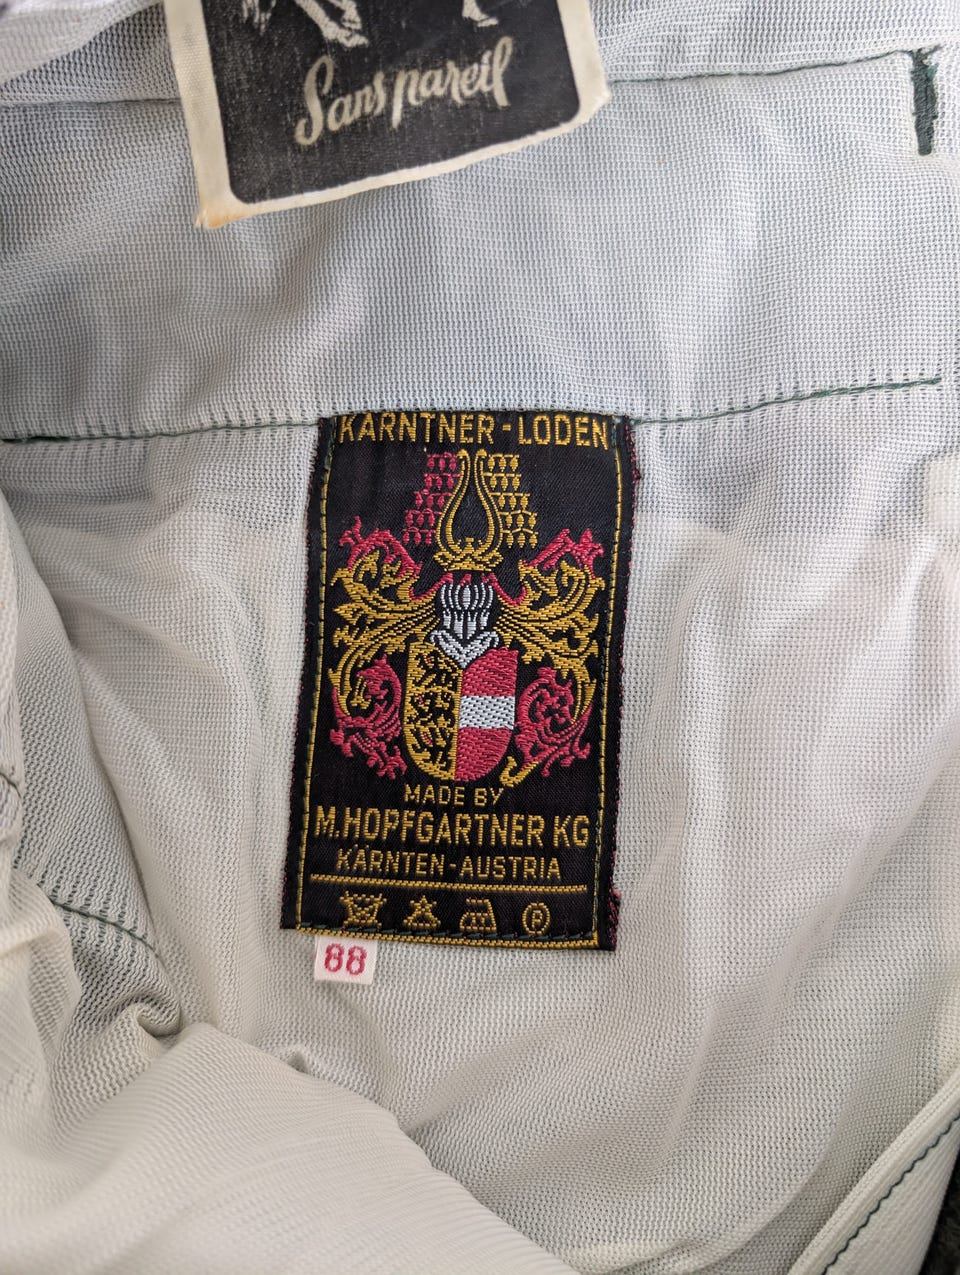 Sans pareil
KÄRNTNER-LODEN
MADE BY
M.HOPFGARTNER KG
KÄRNTEN-AUSTRIA
P
88